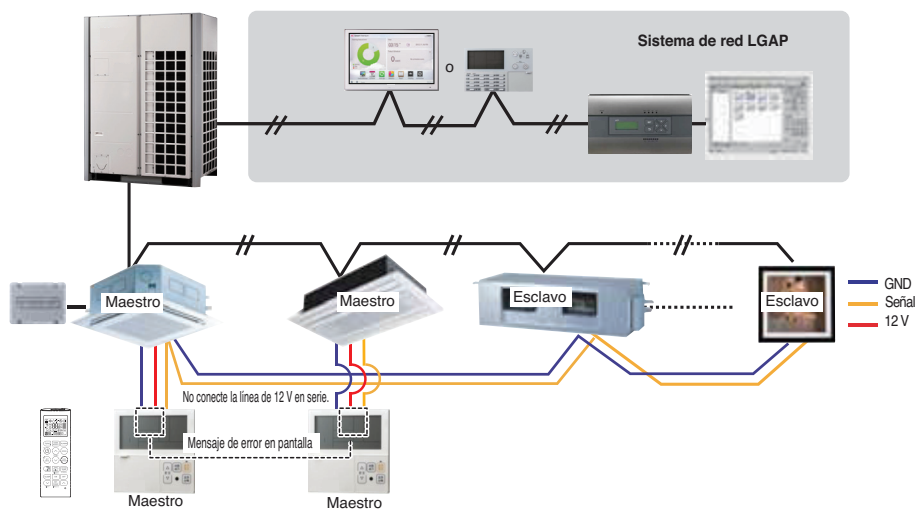 Sistema de red LGAP
o
Maestro
Maestro
Esclavo
Esclavo
GND
Señal
12 V
No conecte la línea de 12 V en serie.
Mensaje de error en pantalla
Maestro
Maestro